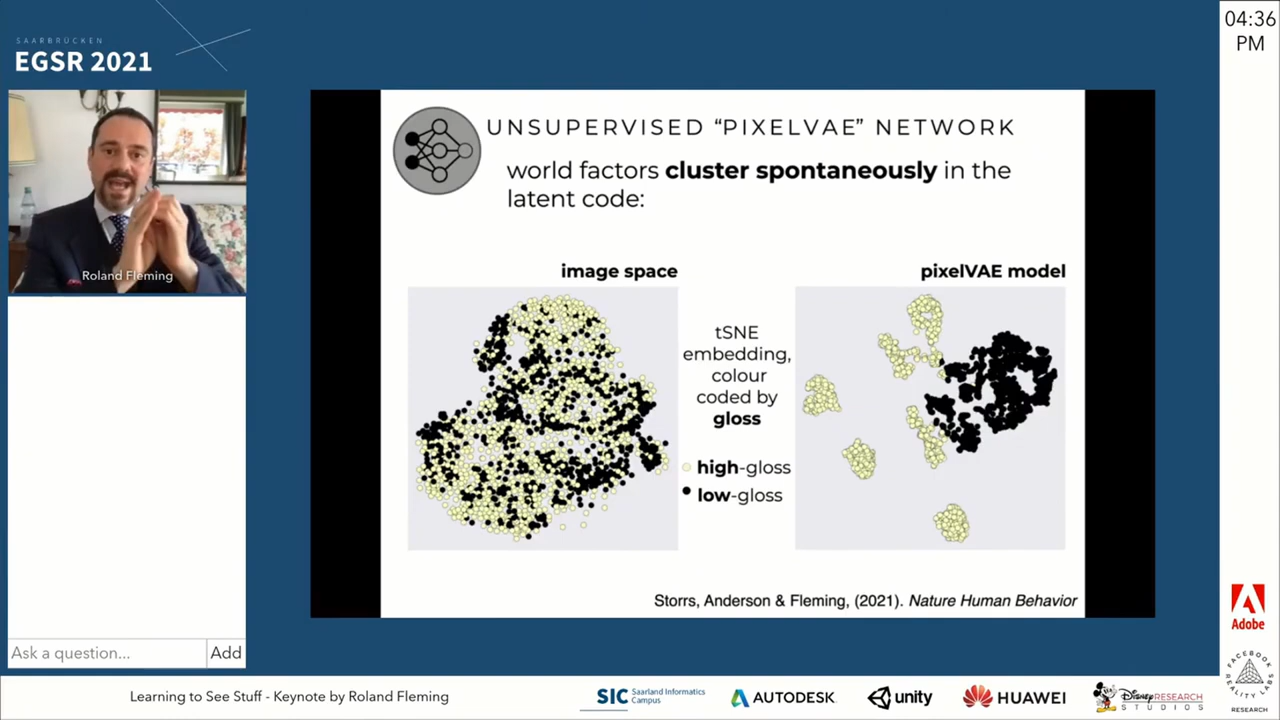 SAARBRÜCKEN
EGSR 2021
04:36
PM
Roland Fleming
UNSUPERVISED “PIXELVAE” NETWORK
world factors cluster spontaneously in the
latent code:
image space
pixelVAE model
tSNE
embedding,
colour
coded by
gloss
high-gloss
low-gloss
Storrs, Anderson & Fleming, (2021). Nature Human Behavior
Ask a question...
Add
Adobe
FACEBOOK
REALITY LABS
RESEARCH
Learning to See Stuff - Keynote by Roland Fleming
SIC Saarland Informatics
Campus
AUTODESK
unity
HUAWEI
Disney RESEARCH
STUDIOS